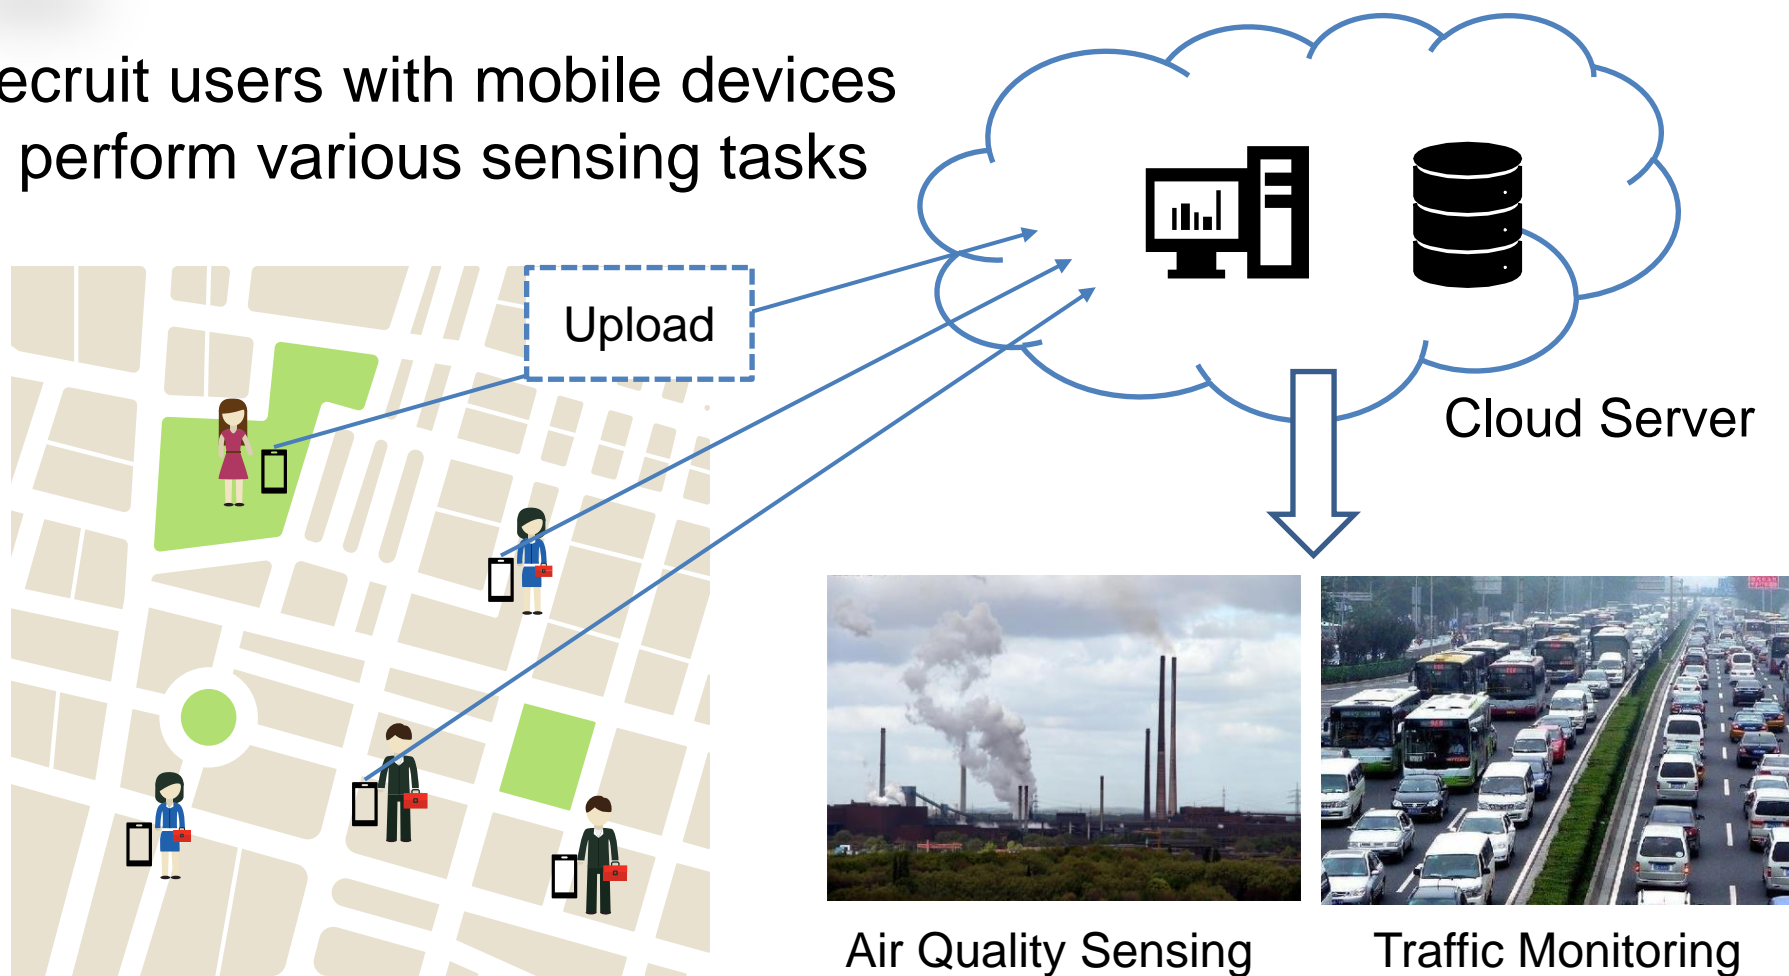 ecruit users with mobile devices
perform various sensing tasks
Upload
Cloud Server
Air Quality Sensing
Traffic Monitoring